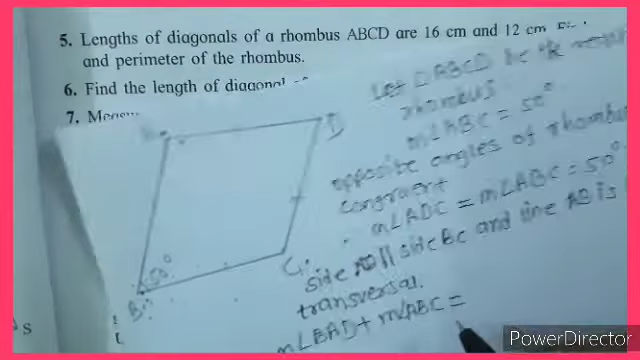 5. Lengths of diagonals of a rhombus ABCD are 16 cm and 12 cm
and perimeter of the rhombus.
6. Find the length of diagonal
7.
Let □ABCD be the
rhombus
m∠ABC = 50°
opposite angles of rhombus
congruent
m∠ADC = m∠ABC = 50°
side AD || side BC and line AB is
transversal.
m∠BAD + m∠ABC =
D
50°
C
B
s
PowerDirector